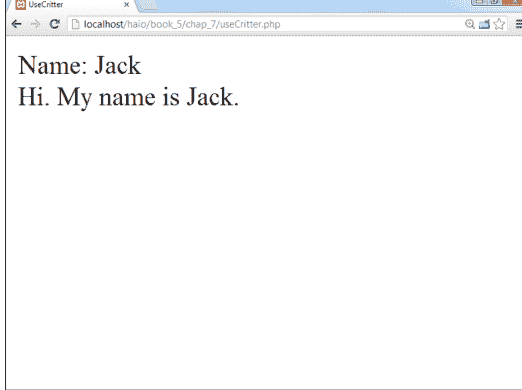 UseCritter
localhost/haio/book_5/chap_7/useCritter.php
Name: Jack
Hi. My name is Jack.